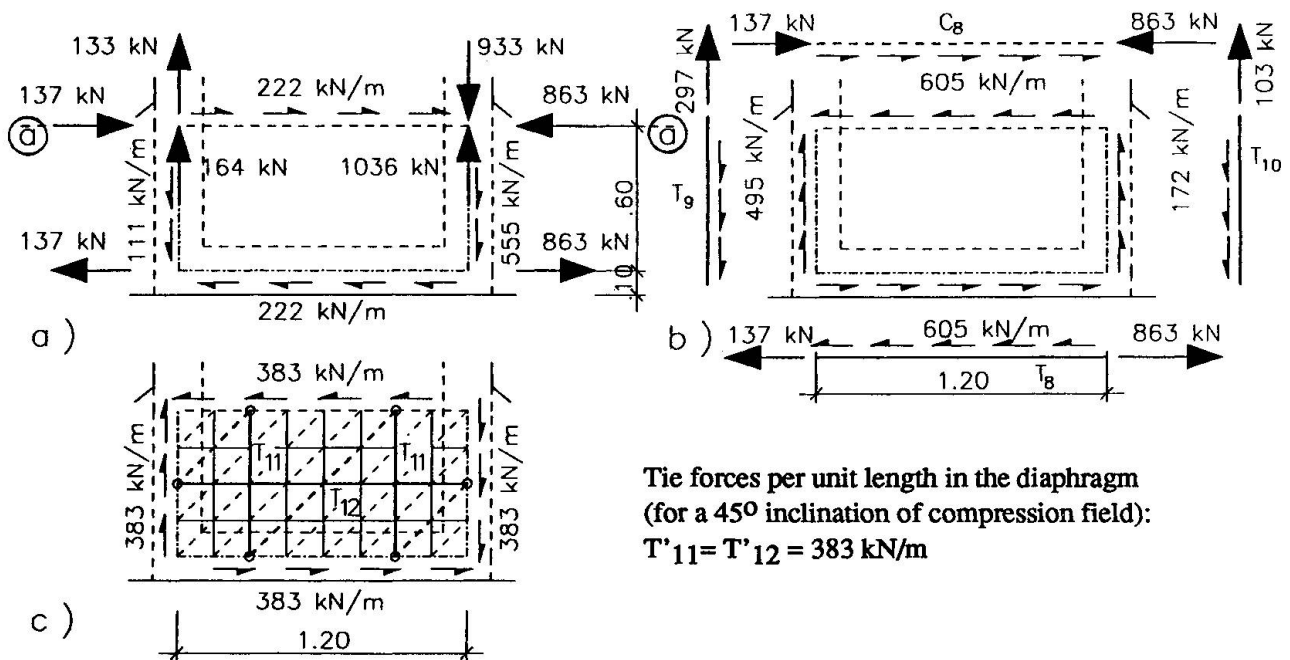 133 kN
933 kN
222 kN/m
137 kN
863 kN
a
a
164 kN
1036 kN
111 kN/m
555 kN/m
.60
.10
137 kN
863 kN
222 kN/m
a )
137 kN
C8
863 kN
297 kN
103 kN
605 kN/m
495 kN/m
172 kN/m
T9
T10
b )
137 kN
605 kN/m
863 kN
1.20
T8
383 kN/m
383 kN/m
383 kN/m
T11
T11
T12
383 kN/m
c )
1.20
Tie forces per unit length in the diaphragm
(for a 45º inclination of compression field):
T'11= T'12 = 383 kN/m